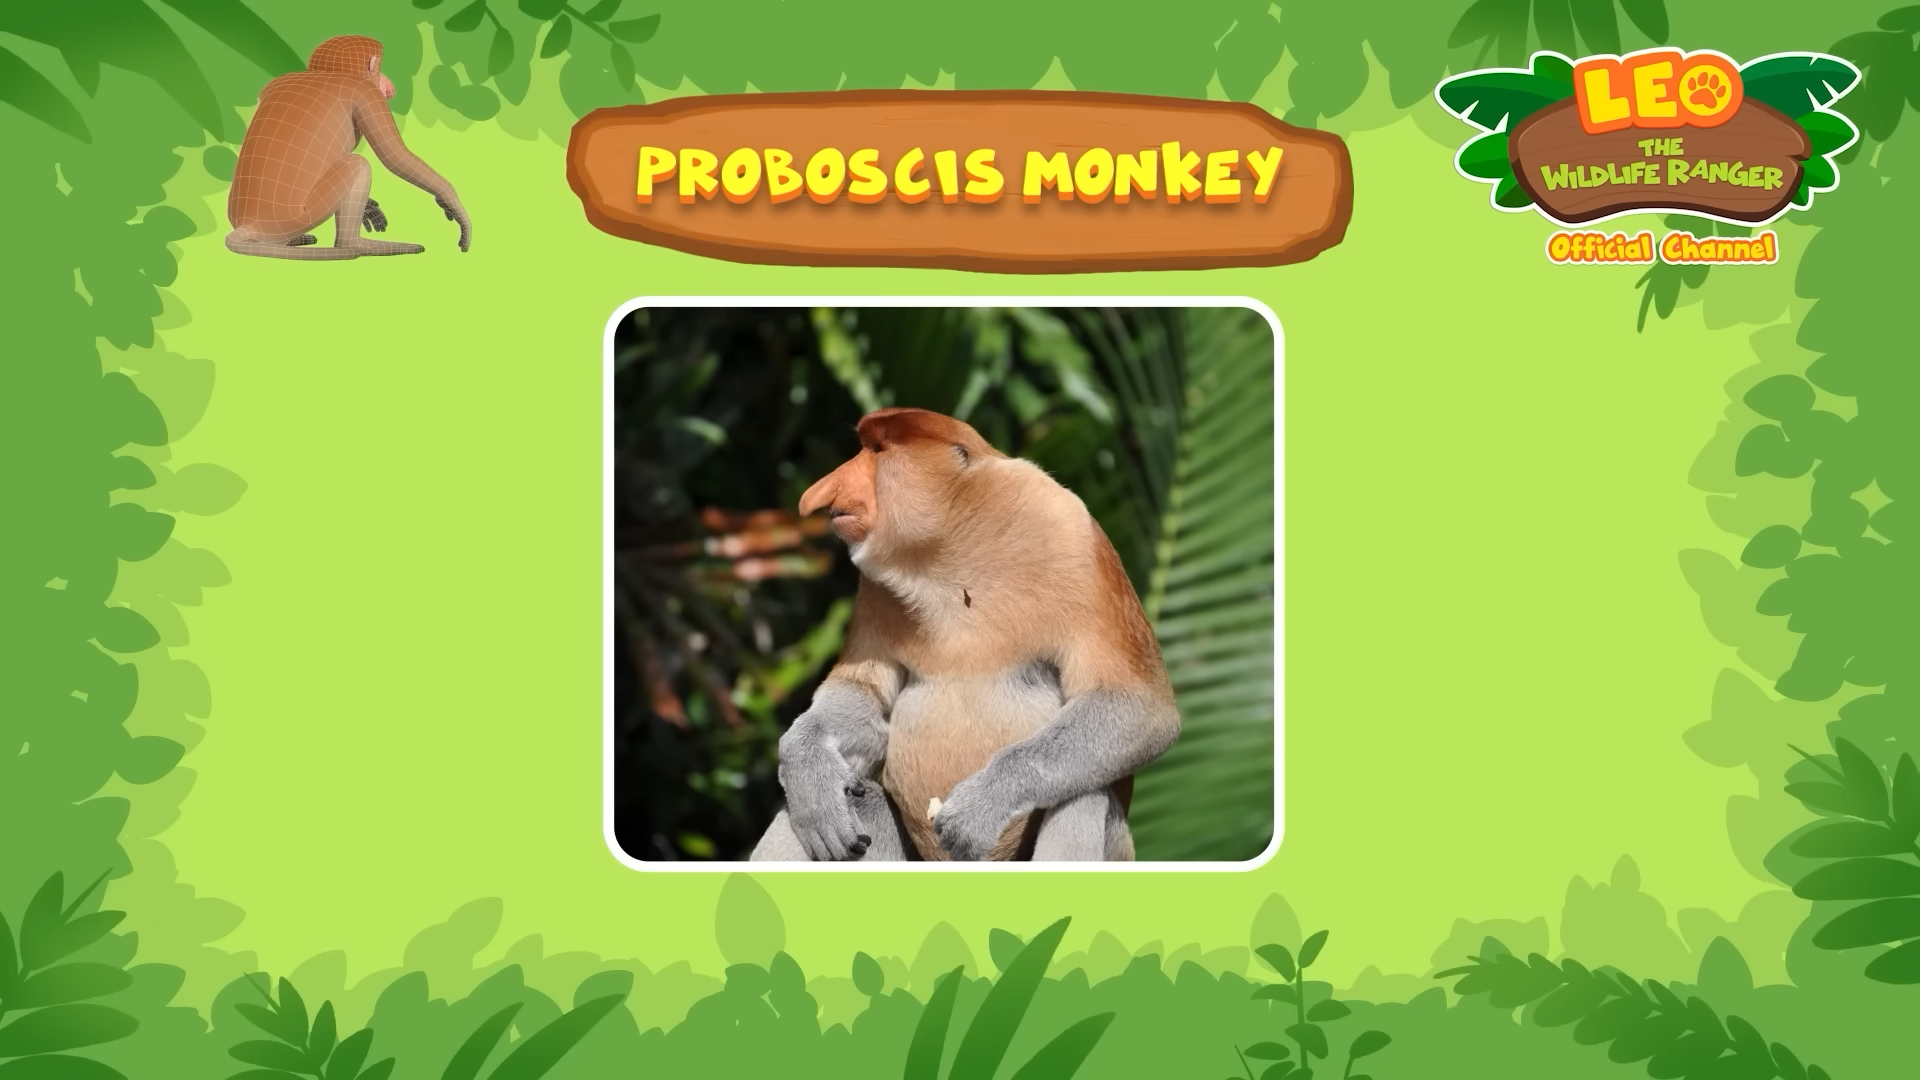 PROBOSCIS MONKEY
LEO
THE
WILDLIFE RANGER
Official Channel